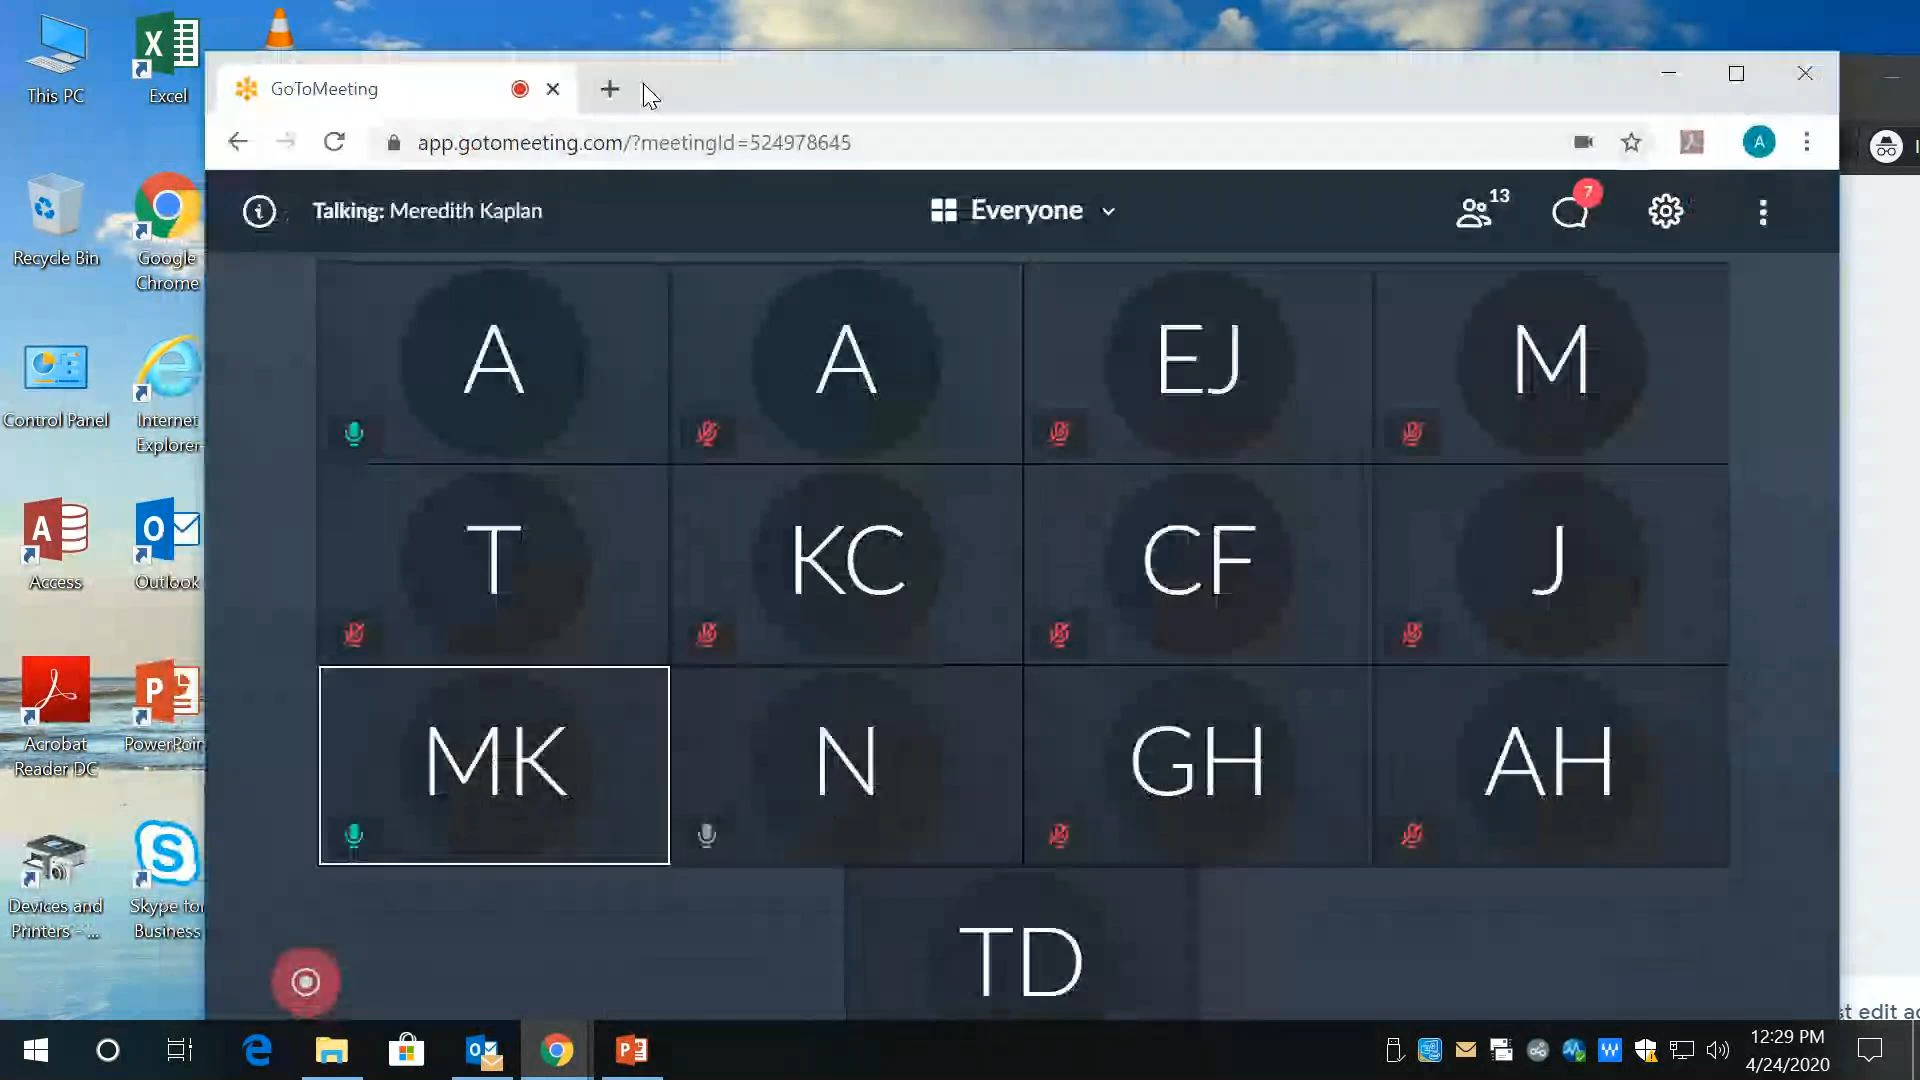 This PC
Excel
GoToMeeting
app.gotomeeting.com/?meetingId=524978645
A
Recycle Bin
Google
Chrome
Talking: Meredith Kaplan
Everyone
13
7
A
A
EJ
M
Control Panel
Internet
Explorer
T
KC
CF
J
Access
Outlook
MK
N
GH
AH
Acrobat
Reader DC
Devices and
Printers - ...
Skype for
Business
TD
st edit
12:29 PM
4/24/2020